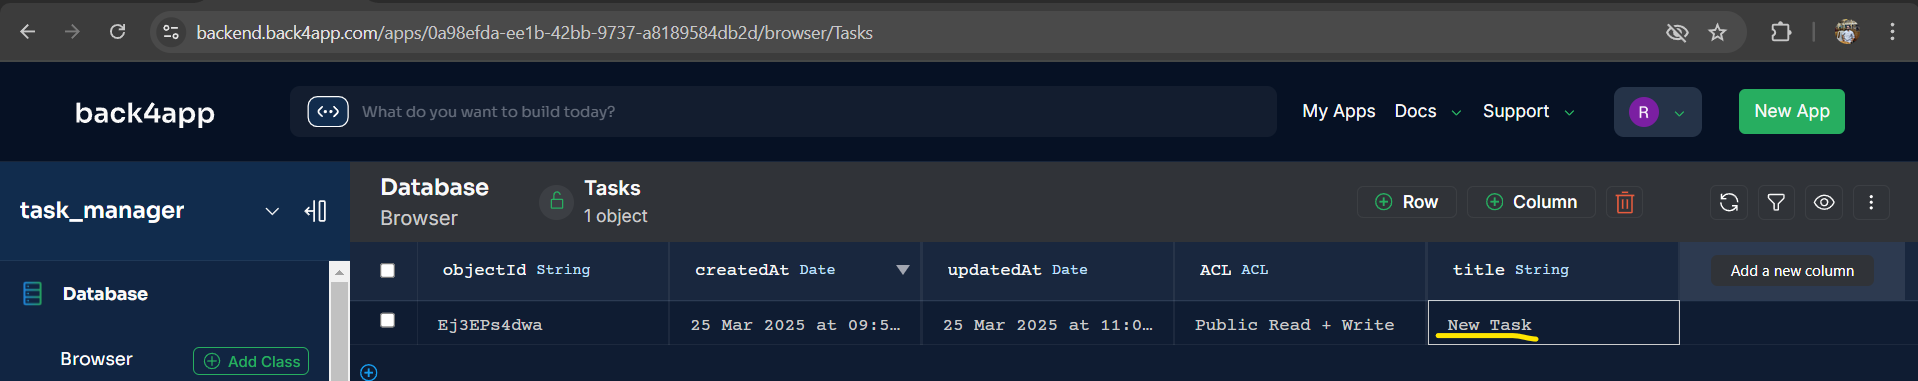 backend.back4app.com/apps/0a98efda-ee1b-42bb-9737-a8189584db2d/browser/Tasks
back4app
What do you want to build today?
My Apps Docs Support R New App
task_manager
Database
Browser
Tasks
1 object
Row Column
objectId String createdAt Date updatedAt Date ACL ACL title String Add a new column
Ej3EPs4dwa 25 Mar 2025 at 09:5... 25 Mar 2025 at 11:0... Public Read + Write New Task
Database
Browser Add Class